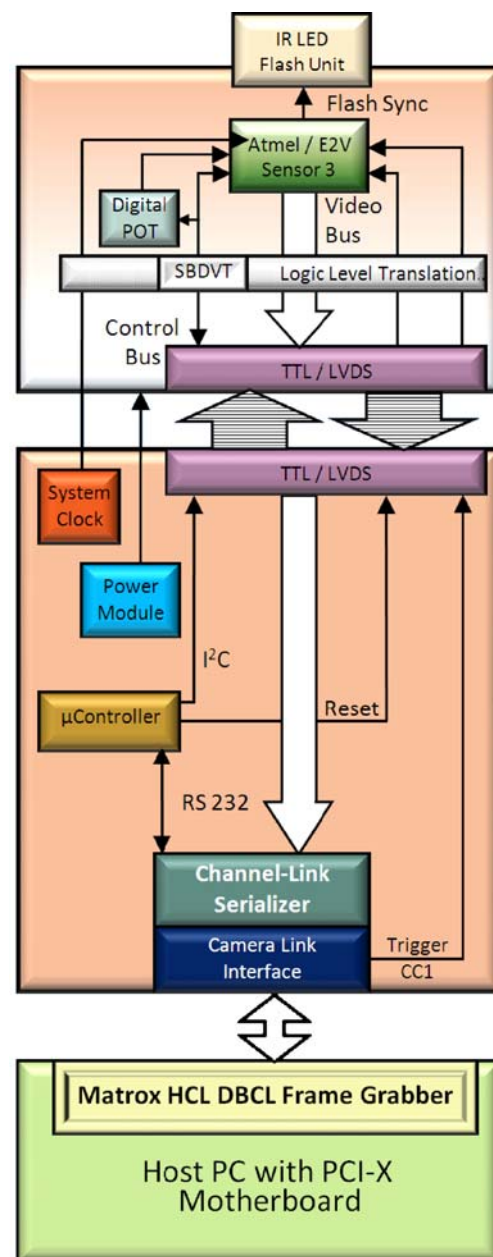 IR LED
Flash Unit
Flash Sync
Atmel / E2V
Sensor 3
Digital
POT
Video
Bus
SBDVT
Logic Level Translation..
Control
Bus
TTL / LVDS
TTL / LVDS
System
Clock
Power
Module
I²C
µController
Reset
RS 232
Channel-Link
Serializer
Camera Link
Interface
Trigger
CC1
Matrox HCL DBCL Frame Grabber
Host PC with PCI-X
Motherboard